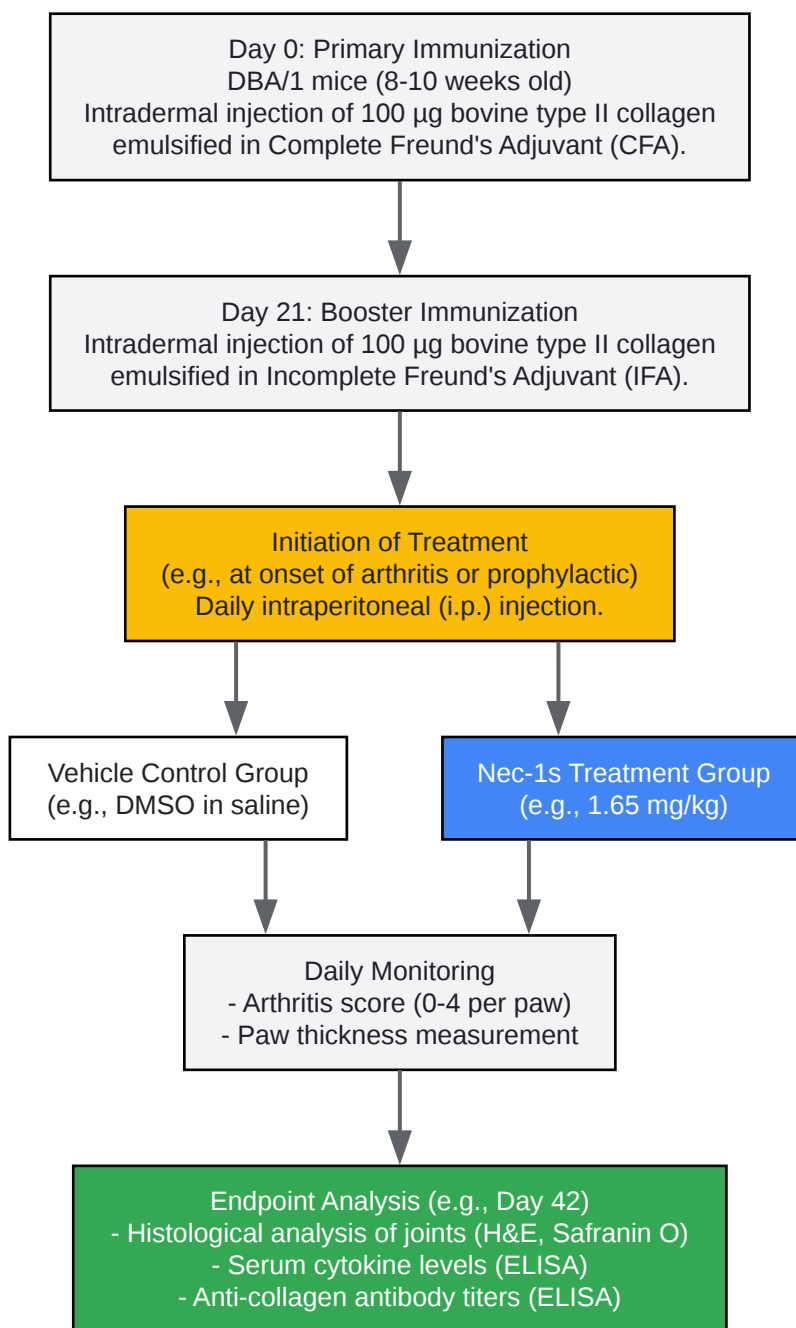 Day 0: Primary Immunization
DBA/1 mice (8-10 weeks old)
Intradermal injection of 100 µg bovine type II collagen
emulsified in Complete Freund's Adjuvant (CFA).
Day 21: Booster Immunization
Intradermal injection of 100 µg bovine type II collagen
emulsified in Incomplete Freund's Adjuvant (IFA).
Initiation of Treatment
(e.g., at onset of arthritis or prophylactic)
Daily intraperitoneal (i.p.) injection.
Vehicle Control Group
(e.g., DMSO in saline)
Nec-1s Treatment Group
(e.g., 1.65 mg/kg)
Daily Monitoring
- Arthritis score (0-4 per paw)
- Paw thickness measurement
Endpoint Analysis (e.g., Day 42)
- Histological analysis of joints (H&E, Safranin O)
- Serum cytokine levels (ELISA)
- Anti-collagen antibody titers (ELISA)